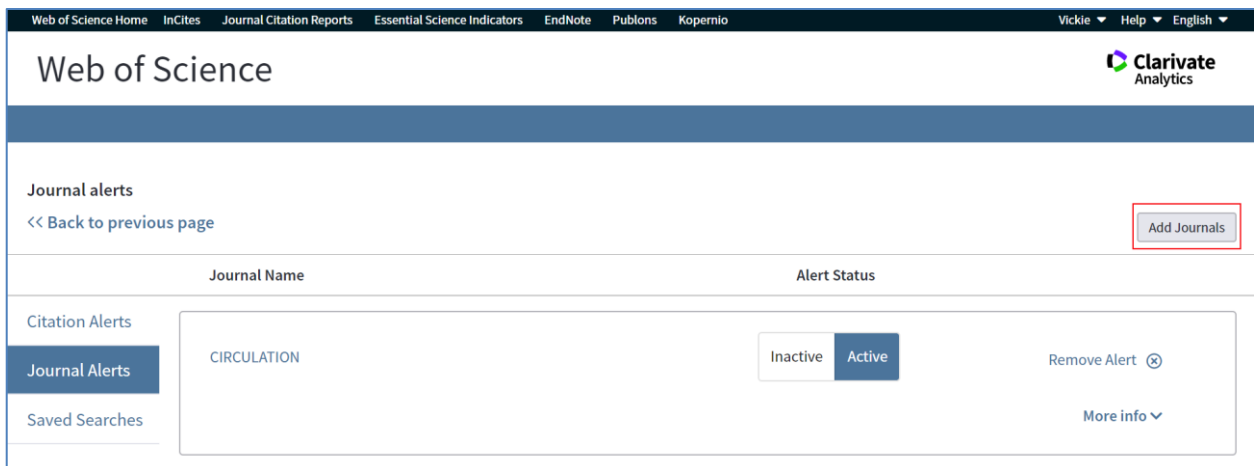 Web of Science Home InCites Journal Citation Reports Essential Science Indicators EndNote Publons Kopernio Vickie Help English
Web of Science
Clarivate
Analytics
Journal alerts
<< Back to previous page
Add Journals
Journal Name Alert Status
Citation Alerts
Journal Alerts
Saved Searches
CIRCULATION Inactive Active Remove Alert
More info